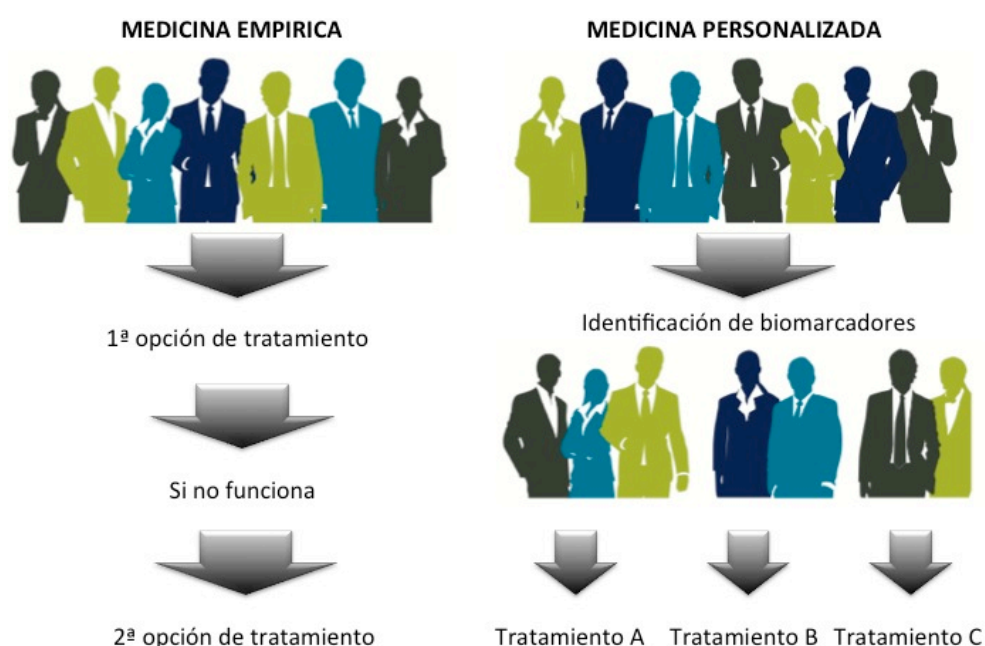 MEDICINA EMPIRICA
1ª opción de tratamiento
Si no funciona
2ª opción de tratamiento
MEDICINA PERSONALIZADA
Identificación de biomarcadores
Tratamiento A
Tratamiento B
Tratamiento C